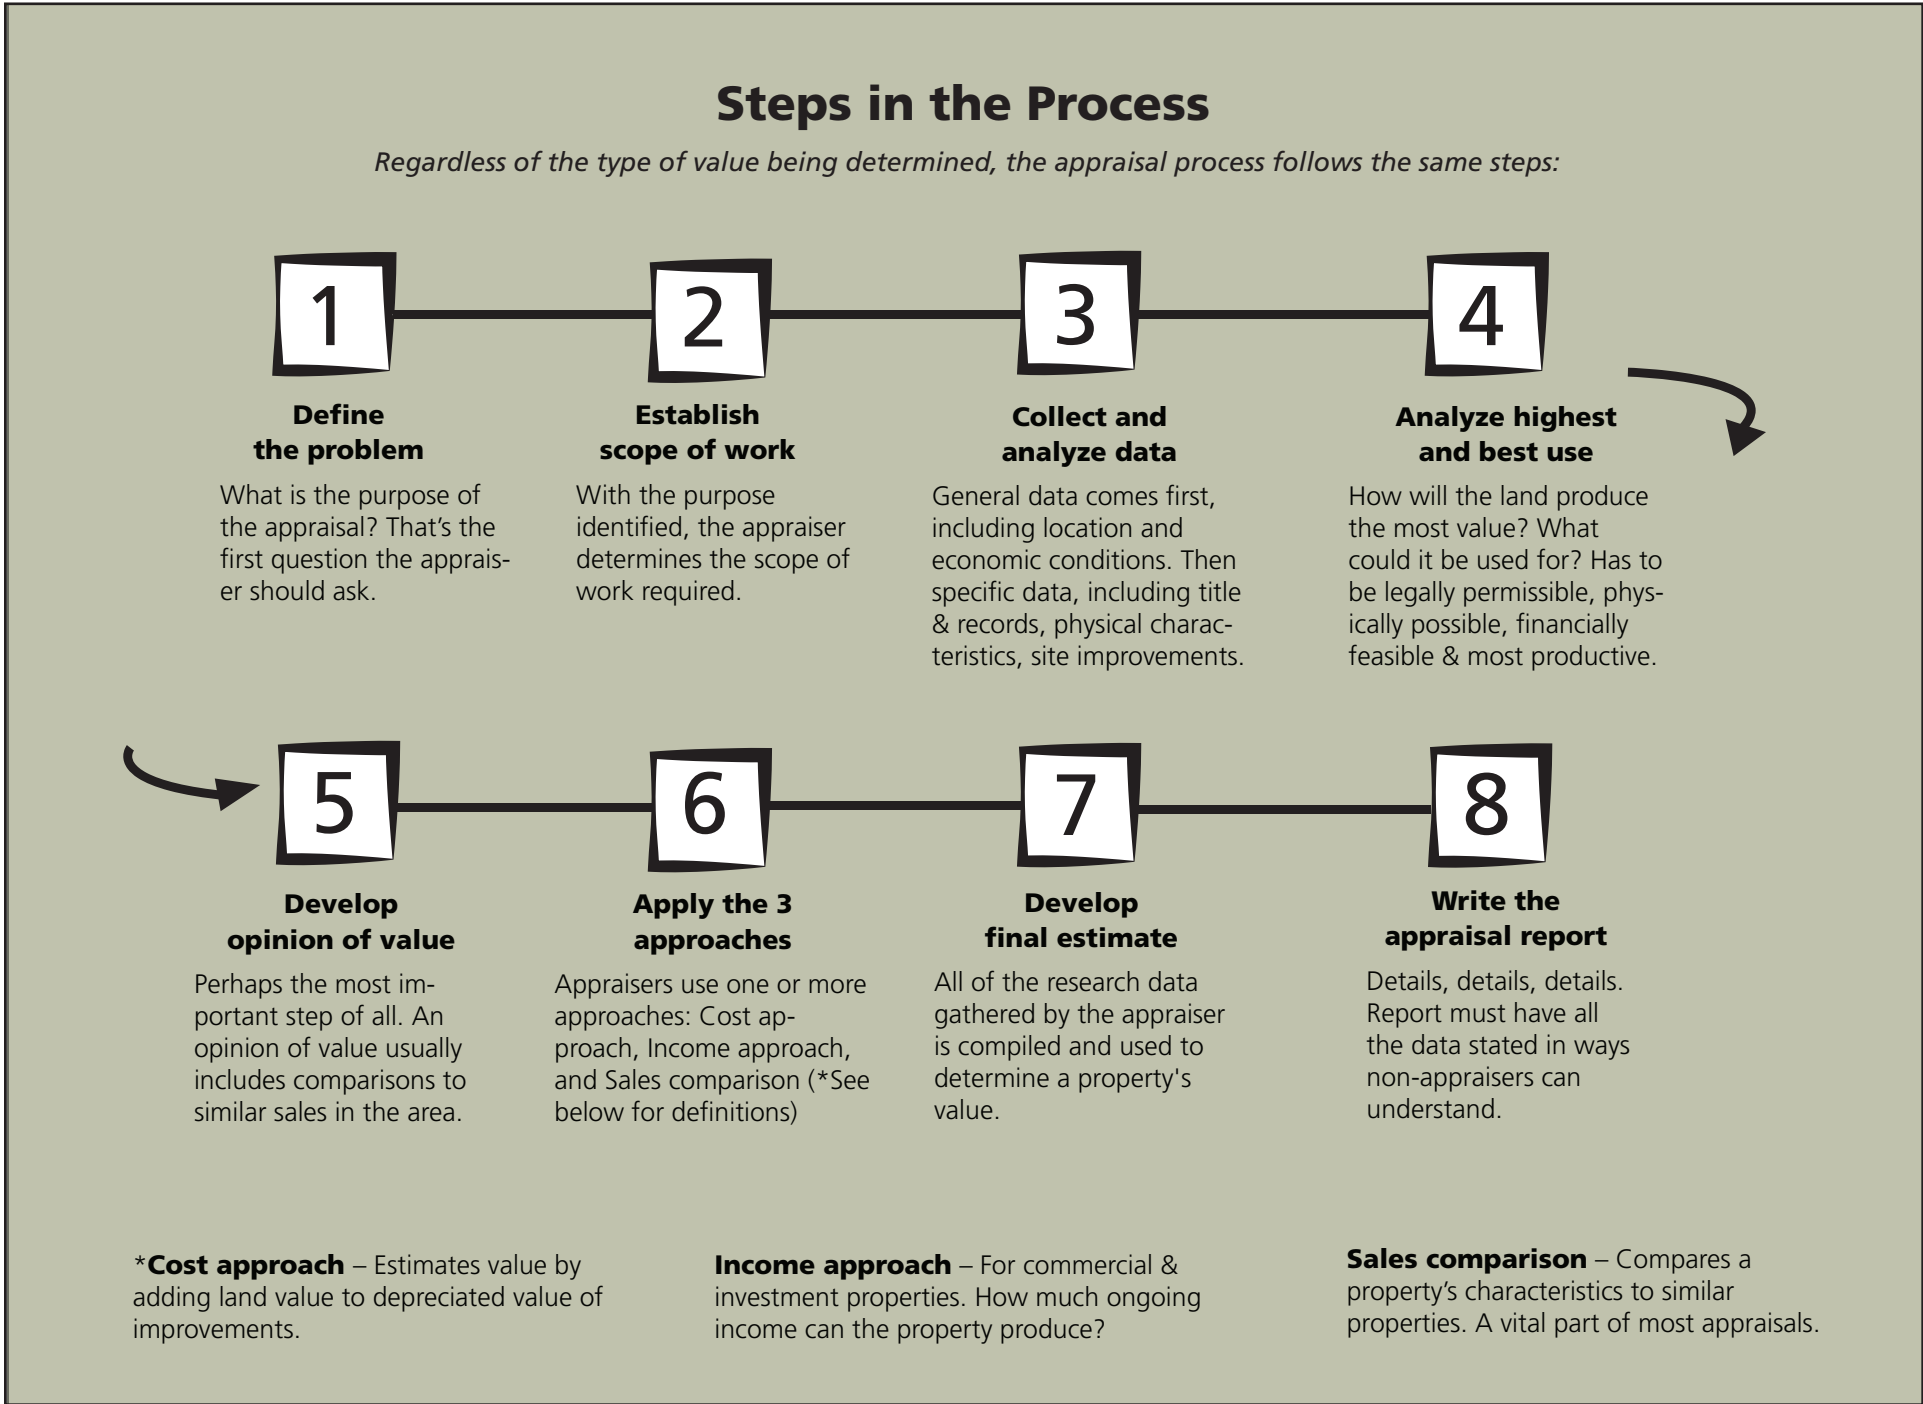 Steps in the Process
Regardless of the type of value being determined, the appraisal process follows the same steps:
1
Define
the problem
What is the purpose of
the appraisal? That’s the
first question the apprais-
er should ask.
2
Establish
scope of work
With the purpose
identified, the appraiser
determines the scope of
work required.
3
Collect and
analyze data
General data comes first,
including location and
economic conditions. Then
specific data, including title
& records, physical charac-
teristics, site improvements.
4
Analyze highest
and best use
How will the land produce
the most value? What
could it be used for? Has to
be legally permissible, phys-
ically possible, financially
feasible & most productive.
5
Develop
opinion of value
Perhaps the most im-
portant step of all. An
opinion of value usually
includes comparisons to
similar sales in the area.
6
Apply the 3
approaches
Appraisers use one or more
approaches: Cost ap-
proach, Income approach,
and Sales comparison (*See
below for definitions)
7
Develop
final estimate
All of the research data
gathered by the appraiser
is compiled and used to
determine a property's
value.
8
Write the
appraisal report
Details, details, details.
Report must have all
the data stated in ways
non-appraisers can
understand.
*Cost approach – Estimates value by
adding land value to depreciated value of
improvements.
Income approach – For commercial &
investment properties. How much ongoing
income can the property produce?
Sales comparison – Compares a
property’s characteristics to similar
properties. A vital part of most appraisals.